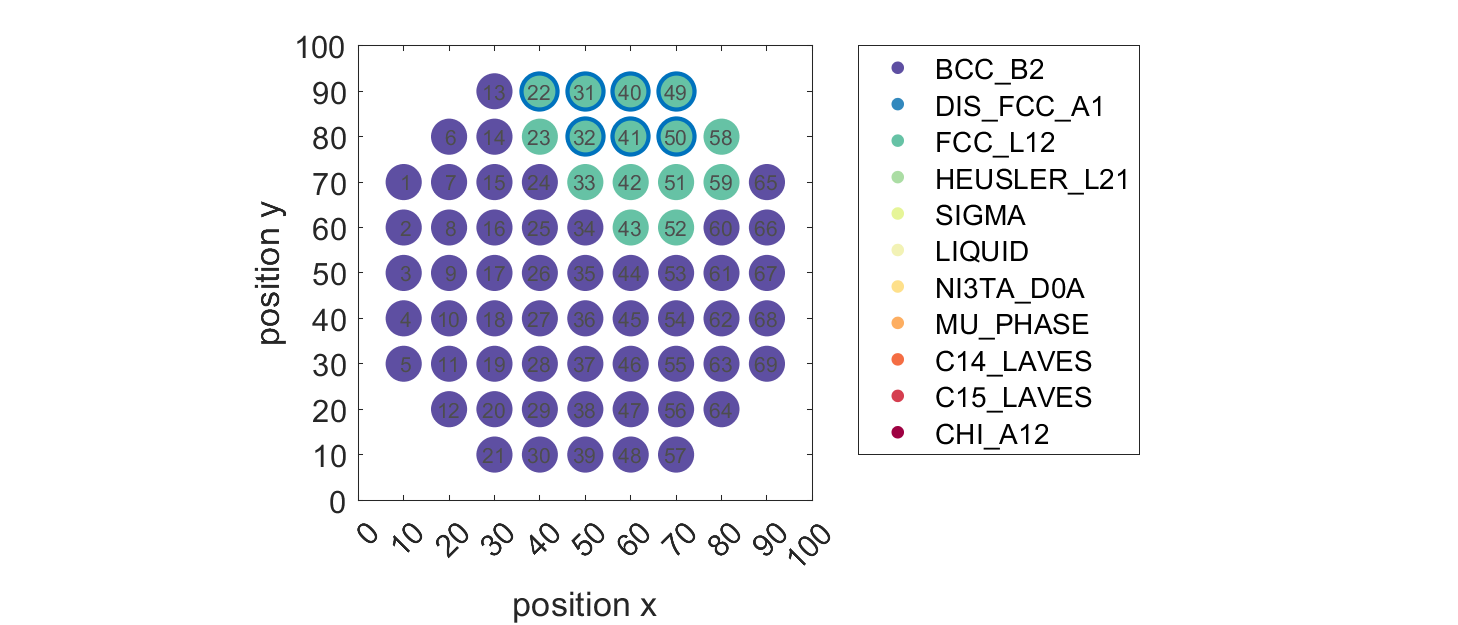 100
90
80
70
60
50
40
30
20
10
0
position y
13 22 31 40 49
6 14 23 32 41 50 58
1 7 15 24 33 42 51 59 65
2 8 16 25 34 43 52 60 66
3 9 17 26 35 44 53 61 67
4 10 18 27 36 45 54 62 68
5 11 19 28 37 46 55 63 69
12 20 29 38 47 56 64
21 30 39 48 57
0 10 20 30 40 50 60 70 80 90 100
position x
BCC_B2
DIS_FCC_A1
FCC_L12
HEUSLER_L21
SIGMA
LIQUID
NI3TA_D0A
MU_PHASE
C14_LAVES
C15_LAVES
CHI_A12